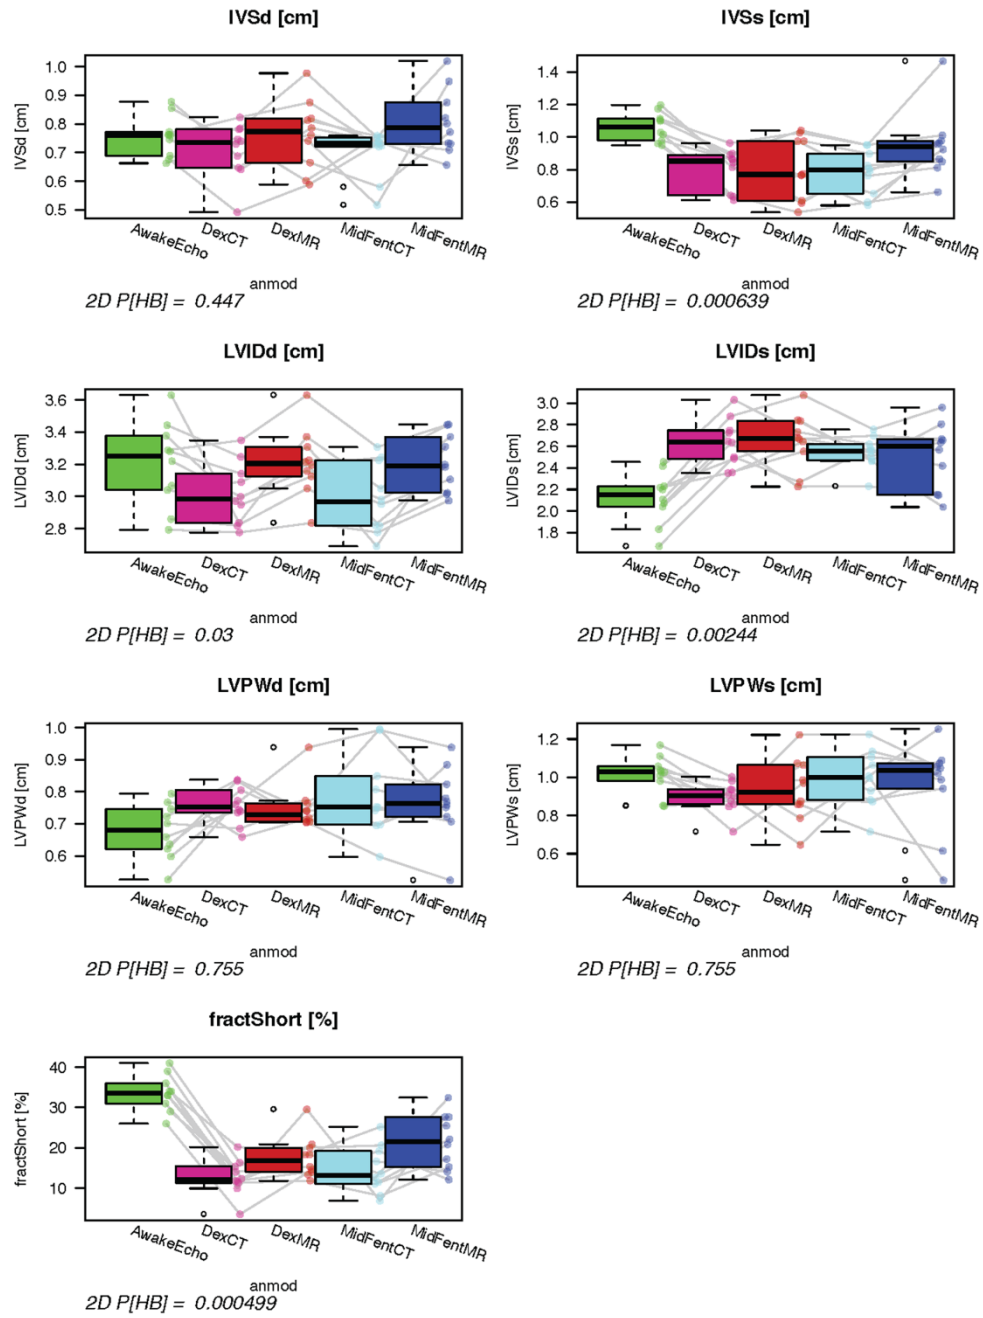 IVSd [cm]
IVSd [cm]
1.0
0.9
0.8
0.7
0.6
0.5
AwakeEcho
DexCT
DexMR
MidFentCT
MidFentMR
anmod
2D P[HB] = 0.447
IVSs [cm]
IVSs [cm]
1.4
1.2
1.0
0.8
0.6
AwakeEcho
DexCT
DexMR
MidFentCT
MidFentMR
anmod
2D P[HB] = 0.000639
LVIDd [cm]
LVIDd [cm]
3.6
3.4
3.2
3.0
2.8
AwakeEcho
DexCT
DexMR
MidFentCT
MidFentMR
anmod
2D P[HB] = 0.03
LVIDs [cm]
LVIDs [cm]
3.0
2.8
2.6
2.4
2.2
2.0
1.8
AwakeEcho
DexCT
DexMR
MidFentCT
MidFentMR
anmod
2D P[HB] = 0.00244
LVPWd [cm]
LVPWd [cm]
1.0
0.9
0.8
0.7
0.6
AwakeEcho
DexCT
DexMR
MidFentCT
MidFentMR
anmod
2D P[HB] = 0.755
LVPWs [cm]
LVPWs [cm]
1.2
1.0
0.8
0.6
AwakeEcho
DexCT
DexMR
MidFentCT
MidFentMR
anmod
2D P[HB] = 0.755
fractShort [%]
fractShort [%]
40
30
20
10
AwakeEcho
DexCT
DexMR
MidFentCT
MidFentMR
anmod
2D P[HB] = 0.000499